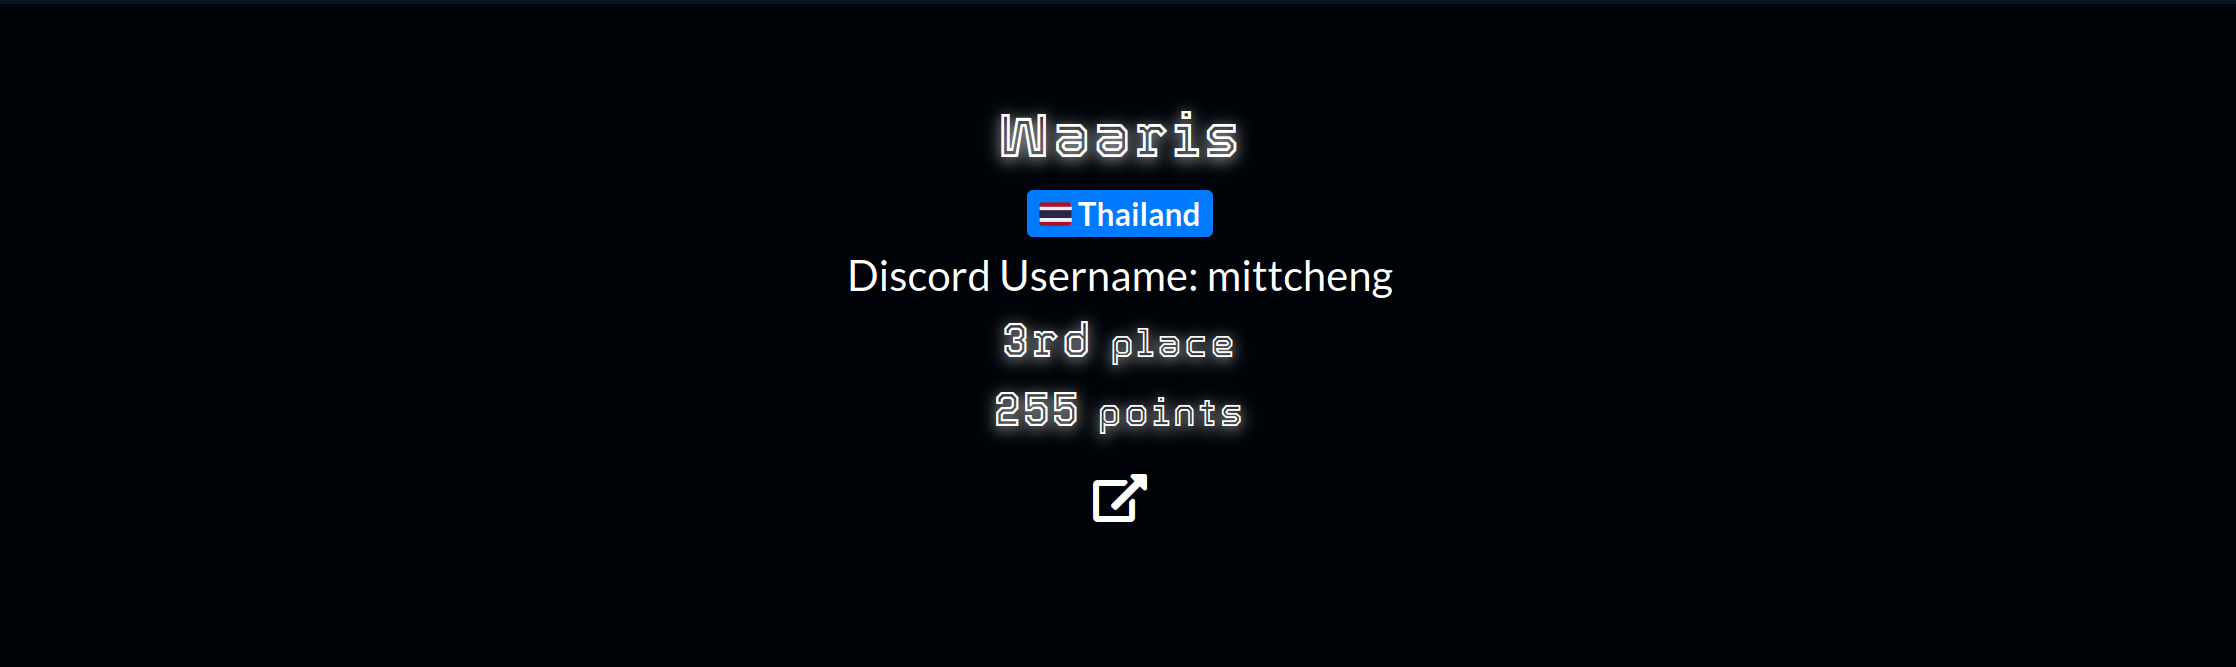 Waaris
Thailand
Discord Username: mittcheng
3rd place
255 points